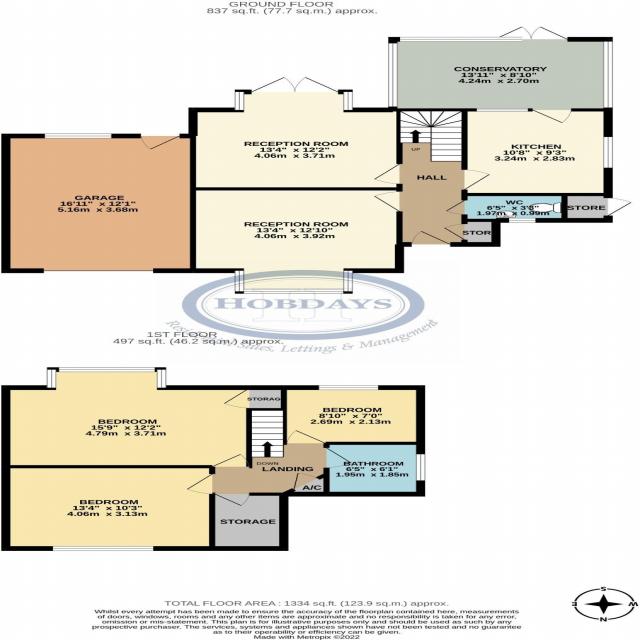 GROUND FLOOR
837 sq.ft. (77.7 sq.m.) approx.
CONSERVATORY
13'11" x 8'10"
4.24m x 2.70m
RECEPTION ROOM
13'4" x 12'2"
4.06m x 3.71m
UP
KITCHEN
10'8" x 9'3"
3.24m x 2.83m
HALL
GARAGE
16'11" x 12'1"
5.16m x 3.68m
WC
6'5" x 3'3"
1.97m x 0.99m
STORE
RECEPTION ROOM
13'4" x 12'10"
4.06m x 3.92m
STOR
HOBDAYS
Residential Sales, Lettings & Management
1ST FLOOR
497 sq.ft. (46.2 sq.m.) approx.
STORAG
BEDROOM
15'9" x 12'2"
4.79m x 3.71m
BEDROOM
8'10" x 7'0"
2.69m x 2.13m
DOWN
LANDING
BATHROOM
6'5" x 6'1"
1.95m x 1.85m
A/C
BEDROOM
13'4" x 10'3"
4.06m x 3.13m
STORAGE
TOTAL FLOOR AREA : 1334 sq.ft. (123.9 sq.m.) approx.
Whilst every attempt has been made to ensure the accuracy of the floorplan contained here, measurements
of doors, windows, rooms and any other items are approximate and no responsibility is taken for any error,
omission or mis-statement. This plan is for illustrative purposes only and should be used as such by any
prospective purchaser. The services, systems and appliances shown have not been tested and no guarantee
as to their operability or efficiency can be given.
Made with Metropix ©2022
S
E
W
N